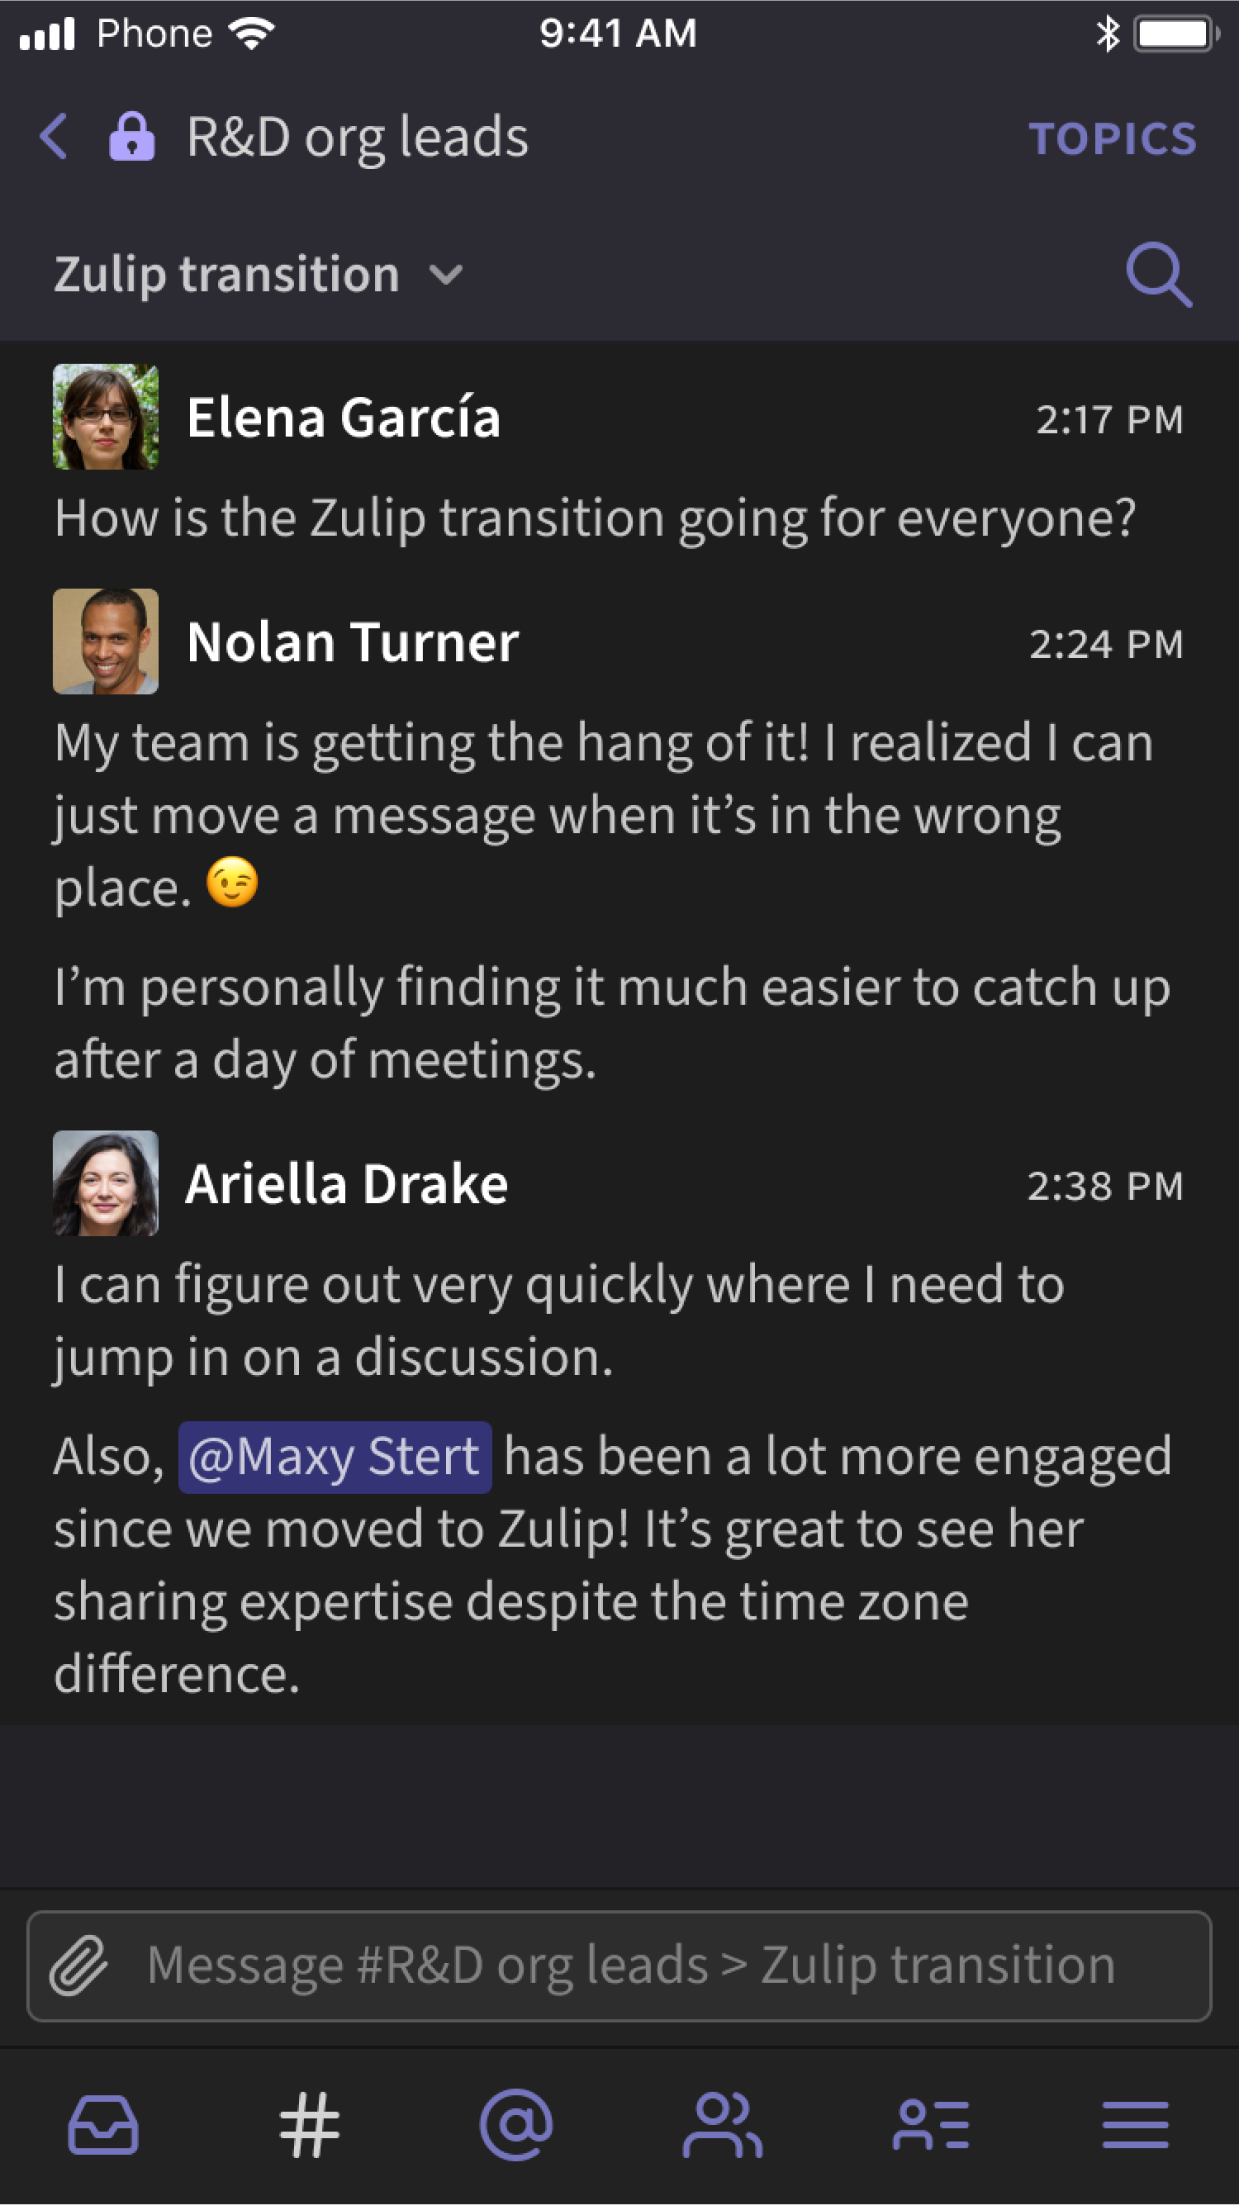 Phone 9:41 AM
R&D org leads TOPICS
Zulip transition
Elena García 2:17 PM
How is the Zulip transition going for everyone?
Nolan Turner 2:24 PM
My team is getting the hang of it! I realized I can
just move a message when it’s in the wrong
place. 😉
I’m personally finding it much easier to catch up
after a day of meetings.
Ariella Drake 2:38 PM
I can figure out very quickly where I need to
jump in on a discussion.
Also, @Maxy Stert has been a lot more engaged
since we moved to Zulip! It’s great to see her
sharing expertise despite the time zone
difference.
Message #R&D org leads > Zulip transition